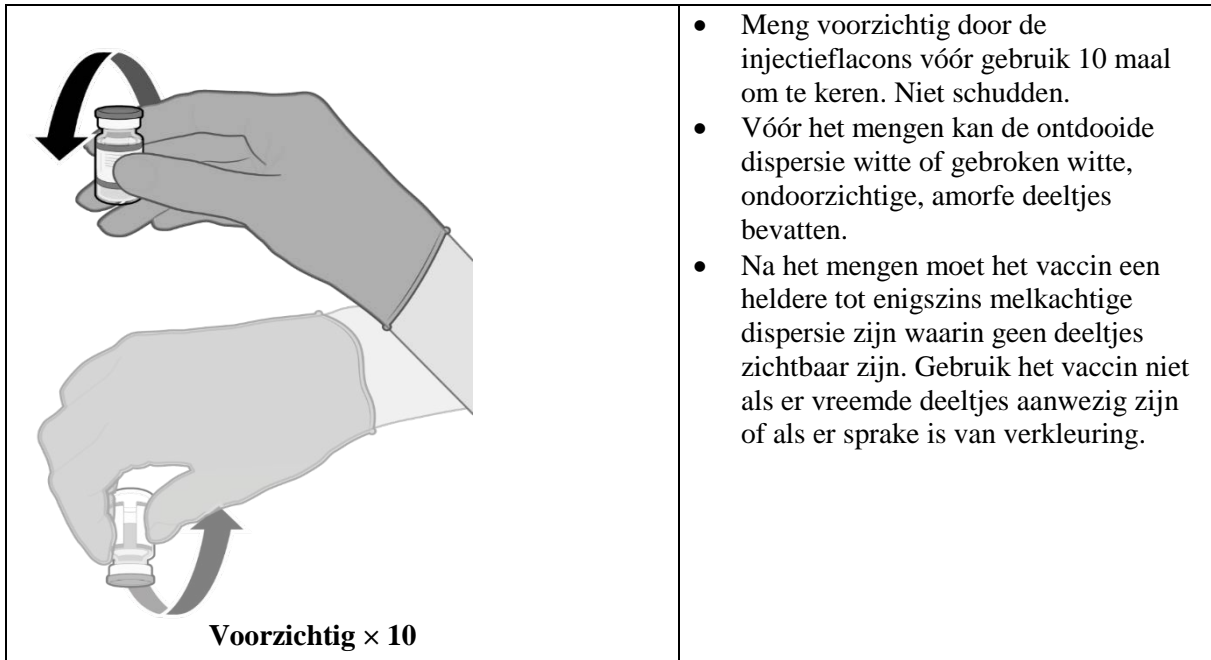 Voorzichtig × 10
• Meng voorzichtig door de
injectieflacons vóór gebruik 10 maal
om te keren. Niet schudden.
• Vóór het mengen kan de ontdooide
dispersie witte of gebroken witte,
ondoorzichtige, amorfe deeltjes
bevatten.
• Na het mengen moet het vaccin een
heldere tot enigszins melkachtige
dispersie zijn waarin geen deeltjes
zichtbaar zijn. Gebruik het vaccin niet
als er vreemde deeltjes aanwezig zijn
of als er sprake is van verkleuring.